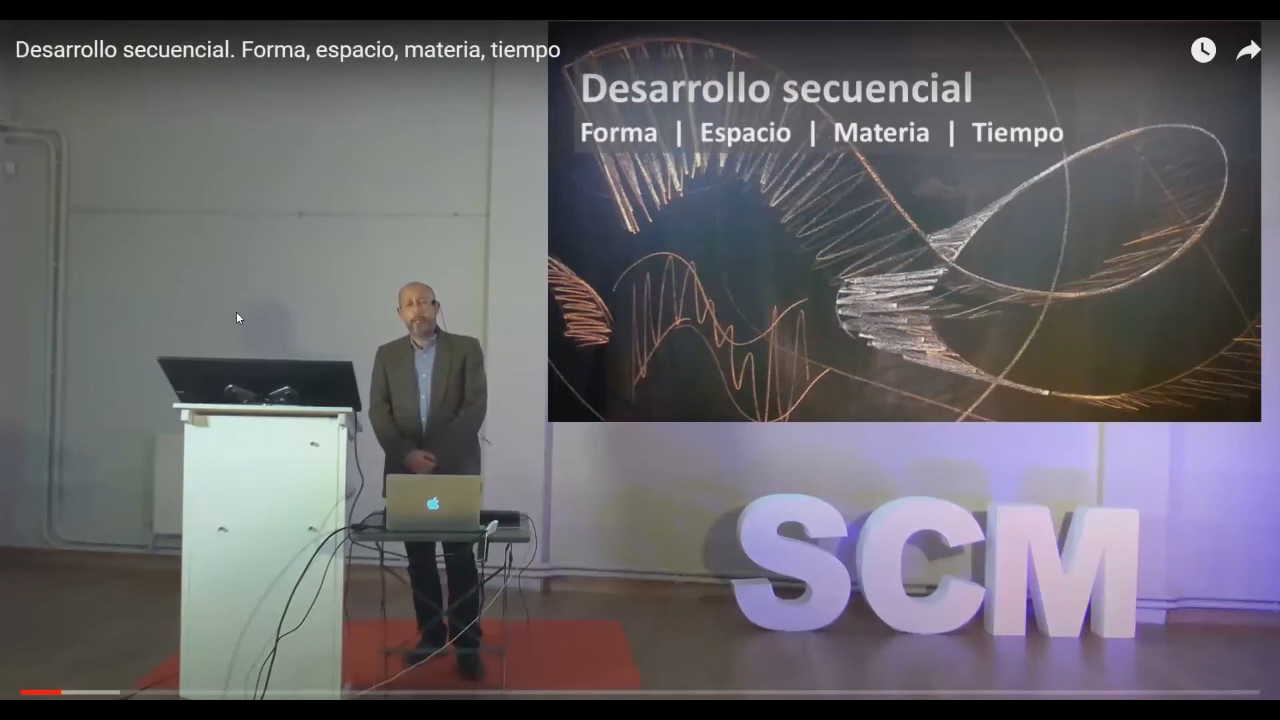 Desarrollo secuencial. Forma, espacio, materia, tiempo
Desarrollo secuencial
Forma | Espacio | Materia | Tiempo
SCM